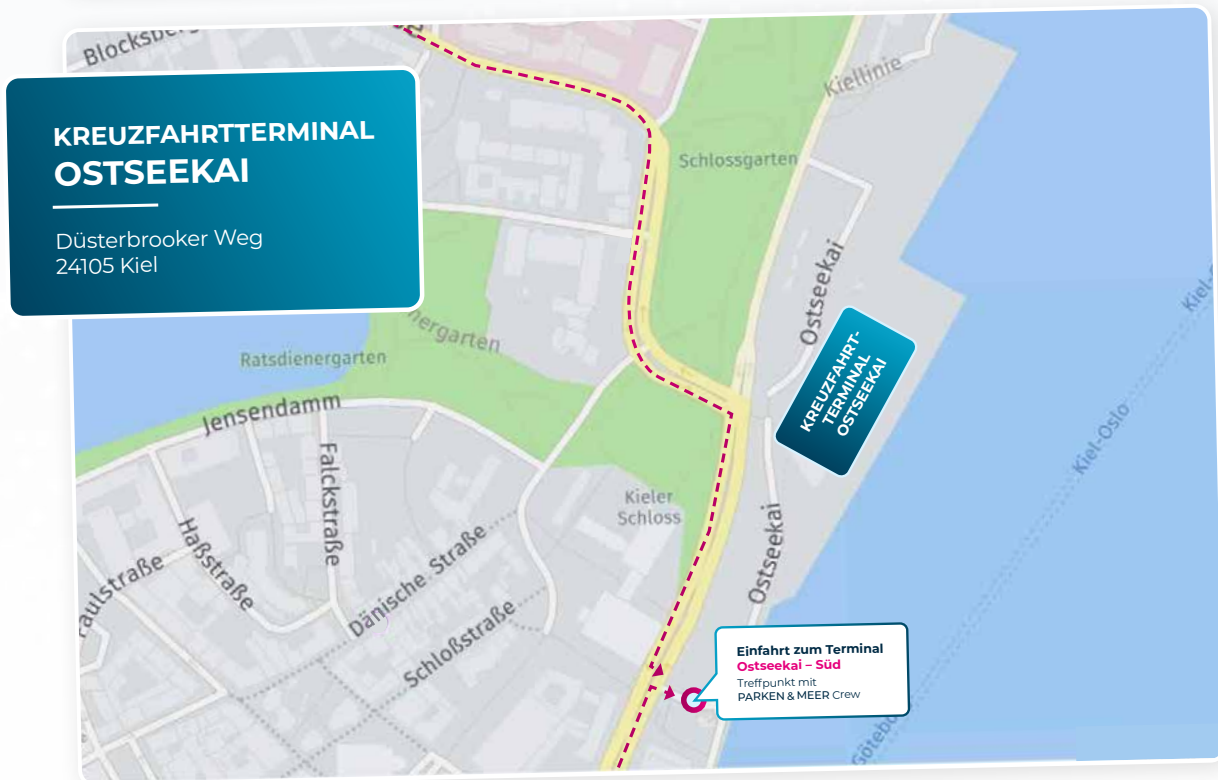 KREUZFAHRTTERMINAL
OSTSEEKAI
Düsterbrooker Weg
24105 Kiel
Kiellinie
Schlossgarten
Ostseekai
KREUZFAHRT-
TERMINAL
OSTSEEKAI
Ratsdienergarten
Jensendamm
Falckstraße
Haßstraße
Dänische Straße
Schloßstraße
Kieler
Schloss
Ostseekai
Kiel-Oslo
Einfahrt zum Terminal
Ostseekai – Süd
Treffpunkt mit
PARKEN & MEER Crew